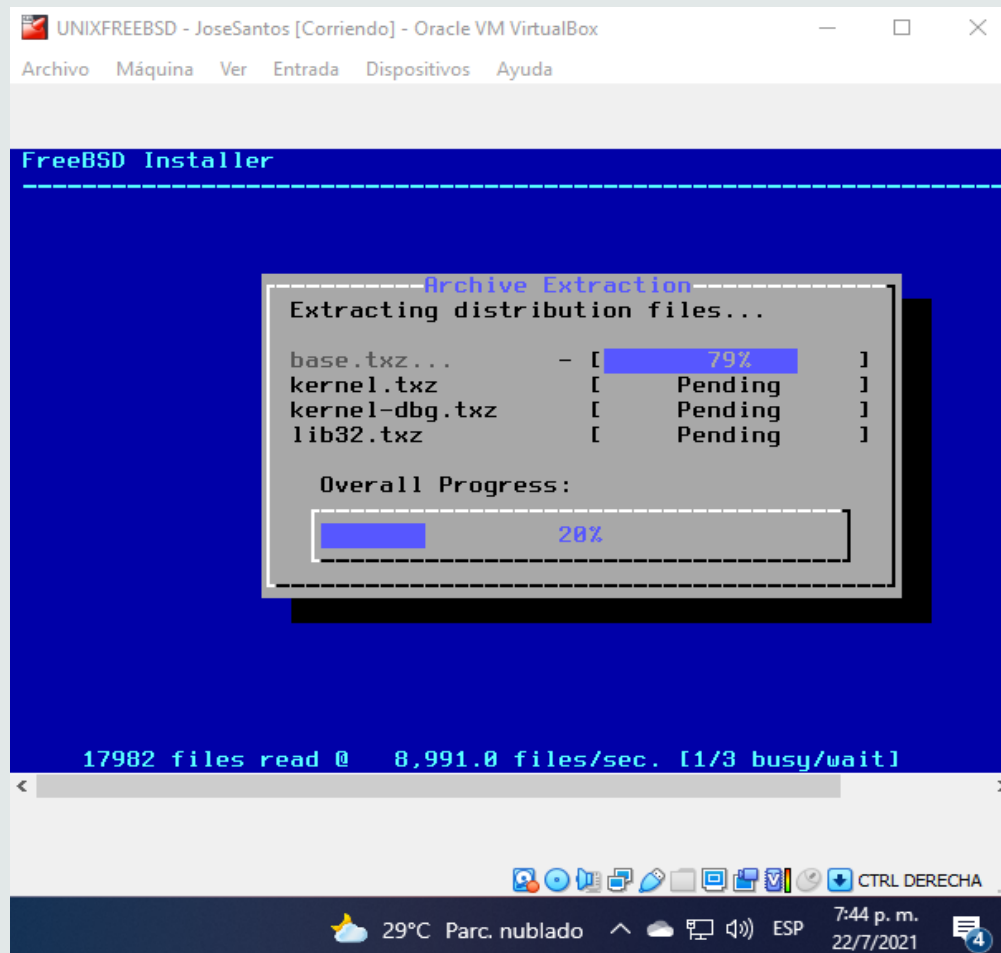 UNIXFREEBSD - JoseSantos [Corriendo] - Oracle VM VirtualBox
Archivo Máquina Ver Entrada Dispositivos Ayuda
FreeBSD Installer
Archive Extraction
Extracting distribution files...
base.txz... - [ 79% ]
kernel.txz [ Pending ]
kernel-dbg.txz [ Pending ]
lib32.txz [ Pending ]
Overall Progress:
20%
17982 files read @ 8,991.0 files/sec. [1/3 busy/wait]
CTRL DERECHA
29°C Parc. nublado ESP 7:44 p. m.
22/7/2021
4